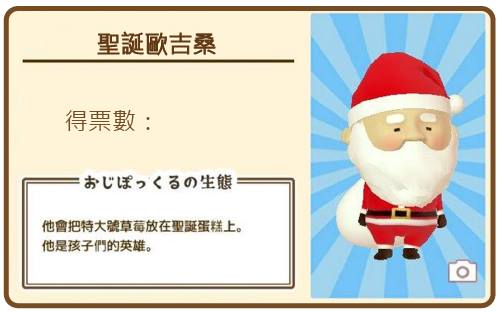 聖誕歐吉桑
得票數：
おじぽっくるの生態
他會把特大號草莓放在聖誕蛋糕上。
他是孩子們的英雄。